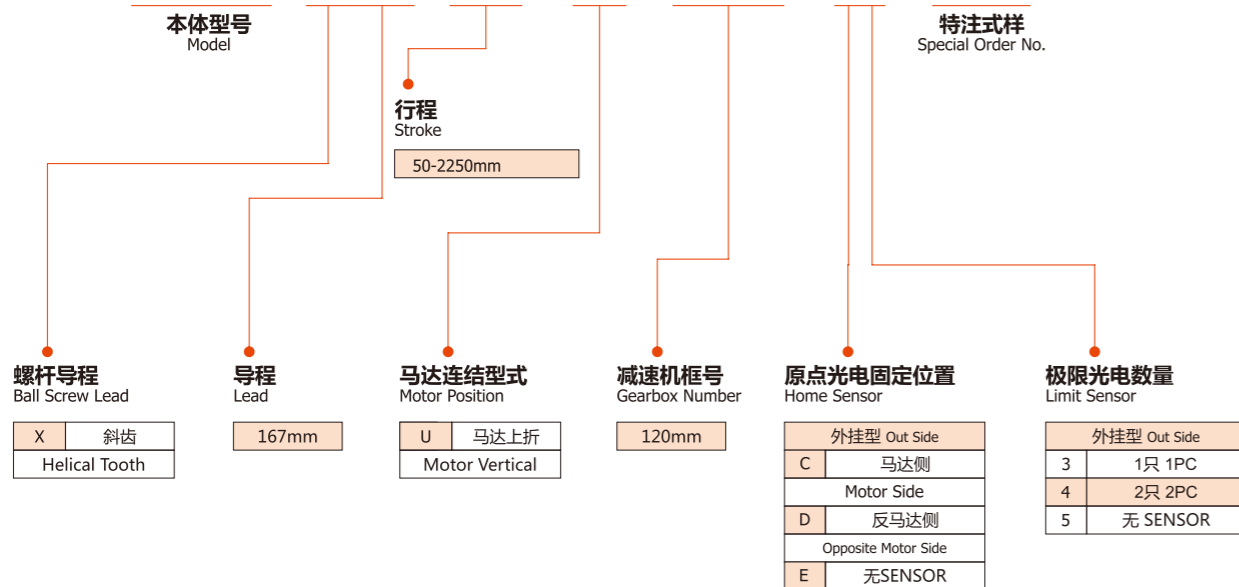 本体型号
Model
特注式样
Special Order No.
行程
Stroke
50-2250mm
螺杆导程
Ball Screw Lead
X 斜齿
Helical Tooth
导程
Lead
167mm
马达连结型式
Motor Position
U 马达上折
Motor Vertical
减速机框号
Gearbox Number
120mm
原点光电固定位置
Home Sensor
外挂型 Out Side
C 马达侧
Motor Side
D 反马达侧
Opposite Motor Side
E 无SENSOR
极限光电数量
Limit Sensor
外挂型 Out Side
3 1只 1PC
4 2只 2PC
5 无 SENSOR